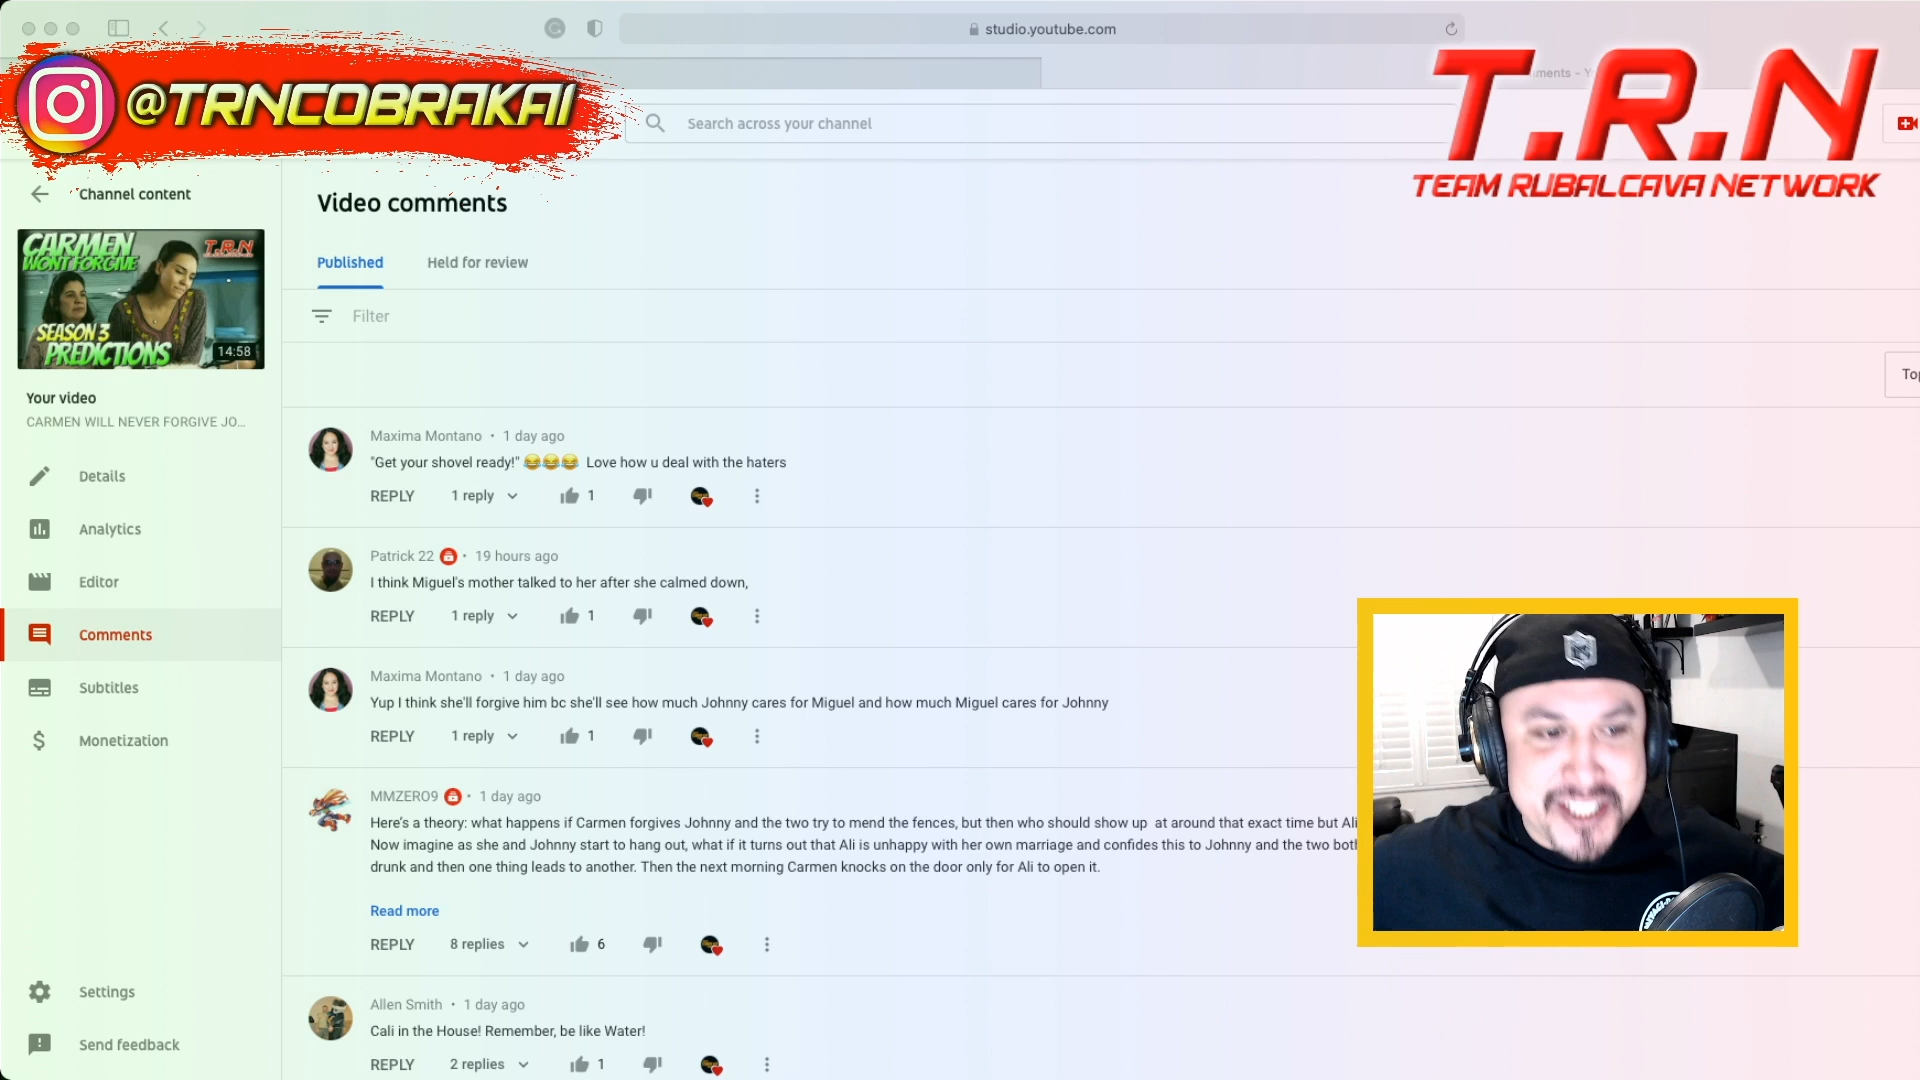 studio.youtube.com
@TRNCOBRAKAI
T.R.N
TEAM RUBALCAVA NETWORK
Search across your channel
Channel content
Video comments
Published
Held for review
Filter
CARMEN
WONT FORGIVE
T.R.N
SEASON 3
PREDICTIONS
14:58
Top
Your video
CARMEN WILL NEVER FORGIVE JO...
Details
Analytics
Editor
Comments
Subtitles
Monetization
Settings
Send feedback
Maxima Montano • 1 day ago
"Get your shovel ready!" 😂😂😂 Love how u deal with the haters
REPLY 1 reply 1
Patrick 22 • 19 hours ago
I think Miguel's mother talked to her after she calmed down,
REPLY 1 reply 1
Maxima Montano • 1 day ago
Yup I think she'll forgive him bc she'll see how much Johnny cares for Miguel and how much Miguel cares for Johnny
REPLY 1 reply 1
MMZERO9 • 1 day ago
Here's a theory: what happens if Carmen forgives Johnny and the two try to mend the fences, but then who should show up at around that exact time but Ali
Now imagine as she and Johnny start to hang out, what if it turns out that Ali is unhappy with her own marriage and confides this to Johnny and the two both
drunk and then one thing leads to another. Then the next morning Carmen knocks on the door only for Ali to open it.
Read more
REPLY 8 replies 6
Allen Smith • 1 day ago
Cali in the House! Remember, be like Water!
REPLY 2 replies 1